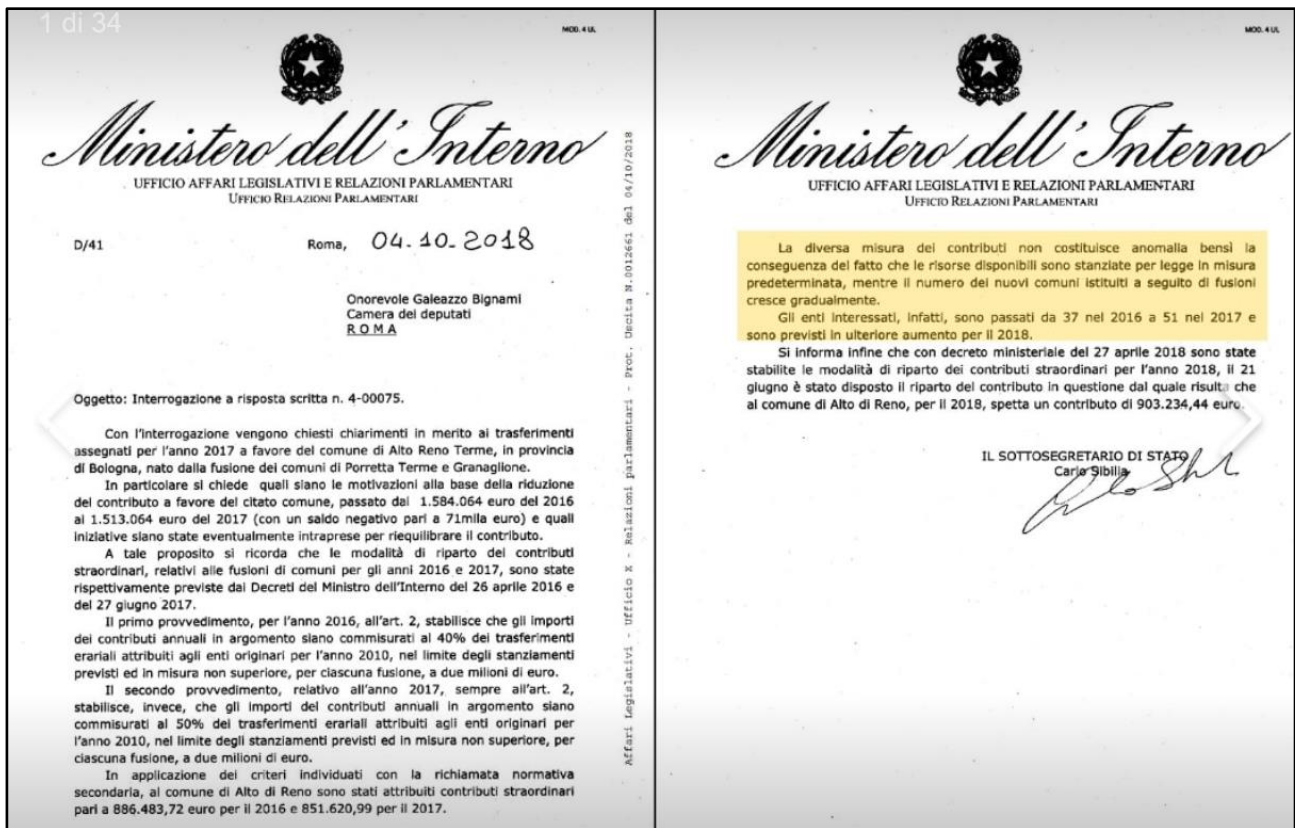 1 di 34
MOD. 4 UL
Ministero dell'Interno
UFFICIO AFFARI LEGISLATIVI E RELAZIONI PARLAMENTARI
UFFICIO RELAZIONI PARLAMENTARI
D/41
Roma, 04.10.2018
Onorevole Galeazzo Bignami
Camera dei deputati
ROMA
Oggetto: Interrogazione a risposta scritta n. 4-00075.
Con l'interrogazione vengono chiesti chiarimenti in merito ai trasferimenti
assegnati per l'anno 2017 a favore del comune di Alto Reno Terme, in provincia
di Bologna, nato dalla fusione dei comuni di Porretta Terme e Granaglione.
In particolare si chiede quali siano le motivazioni alla base della riduzione
del contributo a favore del citato comune, passato dai 1.584.064 euro del 2016
ai 1.513.064 euro del 2017 (con un saldo negativo pari a 71mila euro) e quali
iniziative siano state eventualmente intraprese per riequilibrare il contributo.
A tale proposito si ricorda che le modalità di riparto dei contributi
straordinari, relativi alle fusioni di comuni per gli anni 2016 e 2017, sono state
rispettivamente previste dai Decreti del Ministro dell'Interno del 26 aprile 2016 e
del 27 giugno 2017.
Il primo provvedimento, per l'anno 2016, all'art. 2, stabilisce che gli importi
dei contributi annuali in argomento siano commisurati al 40% dei trasferimenti
erariali attribuiti agli enti originari per l'anno 2010, nel limite degli stanziamenti
previsti ed in misura non superiore, per ciascuna fusione, a due milioni di euro.
Il secondo provvedimento, relativo all'anno 2017, sempre all'art. 2,
stabilisce, invece, che gli importi dei contributi annuali in argomento siano
commisurati al 50% dei trasferimenti erariali attribuiti agli enti originari per
l'anno 2010, nel limite degli stanziamenti previsti ed in misura non superiore, per
ciascuna fusione, a due milioni di euro.
In applicazione dei criteri individuati con la richiamata normativa
secondaria, al comune di Alto di Reno sono stati attribuiti contributi straordinari
pari a 886.483,72 euro per il 2016 e 851.620,99 per il 2017.
Affari Legislativi - Ufficio X - Relazioni parlamentari - Prot. Uscita N.0012661 del 04/10/2018
MOD. 4 UL
Ministero dell'Interno
UFFICIO AFFARI LEGISLATIVI E RELAZIONI PARLAMENTARI
UFFICIO RELAZIONI PARLAMENTARI
La diversa misura dei contributi non costituisce anomalia bensì la
conseguenza del fatto che le risorse disponibili sono stanziate per legge in misura
predeterminata, mentre il numero dei nuovi comuni istituiti a seguito di fusioni
cresce gradualmente.
Gli enti interessati, infatti, sono passati da 37 nel 2016 a 51 nel 2017 e
sono previsti in ulteriore aumento per il 2018.
Si informa infine che con decreto ministeriale del 27 aprile 2018 sono state
stabilite le modalità di riparto dei contributi straordinari per l'anno 2018, il 21
giugno è stato disposto il riparto del contributo in questione dal quale risulta che
al comune di Alto di Reno, per il 2018, spetta un contributo di 903.234,44 euro.
IL SOTTOSEGRETARIO DI STATO
Carlo Sibilia